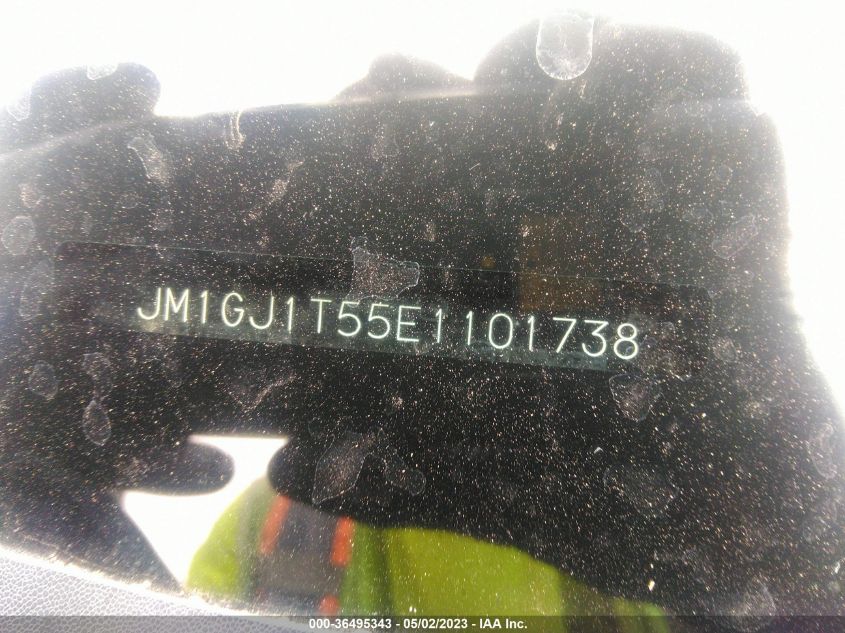 JM1GJ1T55E1101738
000-36495343 - 05/02/2023 - IAA Inc.